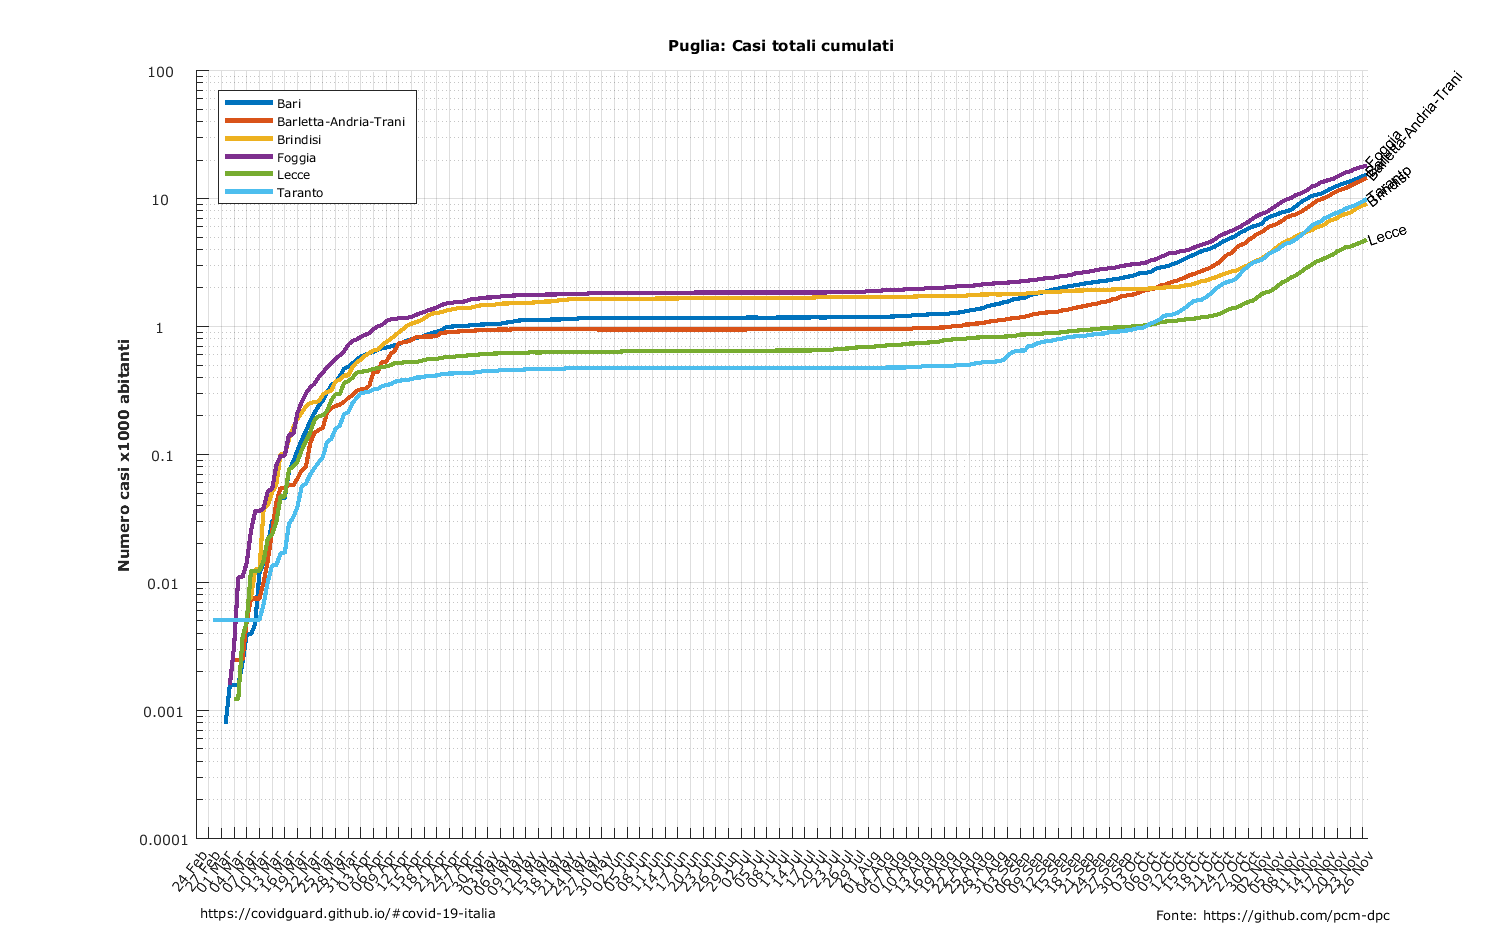 Puglia: Casi totali cumulati
Numero casi x1000 abitanti
100
10
1
0.1
0.01
0.001
0.0001
Bari
Barletta-Andria-Trani
Brindisi
Foggia
Lecce
Taranto
Foggia
Barletta-Andria-Trani
Taranto
Brindisi
Lecce
24 Feb
27 Feb
01 Mar
04 Mar
07 Mar
10 Mar
13 Mar
16 Mar
19 Mar
22 Mar
25 Mar
28 Mar
31 Mar
03 Apr
06 Apr
09 Apr
12 Apr
15 Apr
18 Apr
21 Apr
24 Apr
27 Apr
30 Apr
03 May
06 May
09 May
12 May
15 May
18 May
21 May
24 May
27 May
30 May
02 Jun
05 Jun
08 Jun
11 Jun
14 Jun
17 Jun
20 Jun
23 Jun
26 Jun
29 Jun
02 Jul
05 Jul
08 Jul
11 Jul
14 Jul
17 Jul
20 Jul
23 Jul
26 Jul
29 Jul
01 Aug
04 Aug
07 Aug
10 Aug
13 Aug
16 Aug
19 Aug
22 Aug
25 Aug
28 Aug
31 Aug
03 Sep
06 Sep
09 Sep
12 Sep
15 Sep
18 Sep
21 Sep
24 Sep
27 Sep
30 Sep
03 Oct
06 Oct
09 Oct
12 Oct
15 Oct
18 Oct
21 Oct
24 Oct
27 Oct
30 Oct
02 Nov
05 Nov
08 Nov
11 Nov
14 Nov
17 Nov
20 Nov
23 Nov
26 Nov
https://covidguard.github.io/#covid-19-italia
Fonte: https://github.com/pcm-dpc